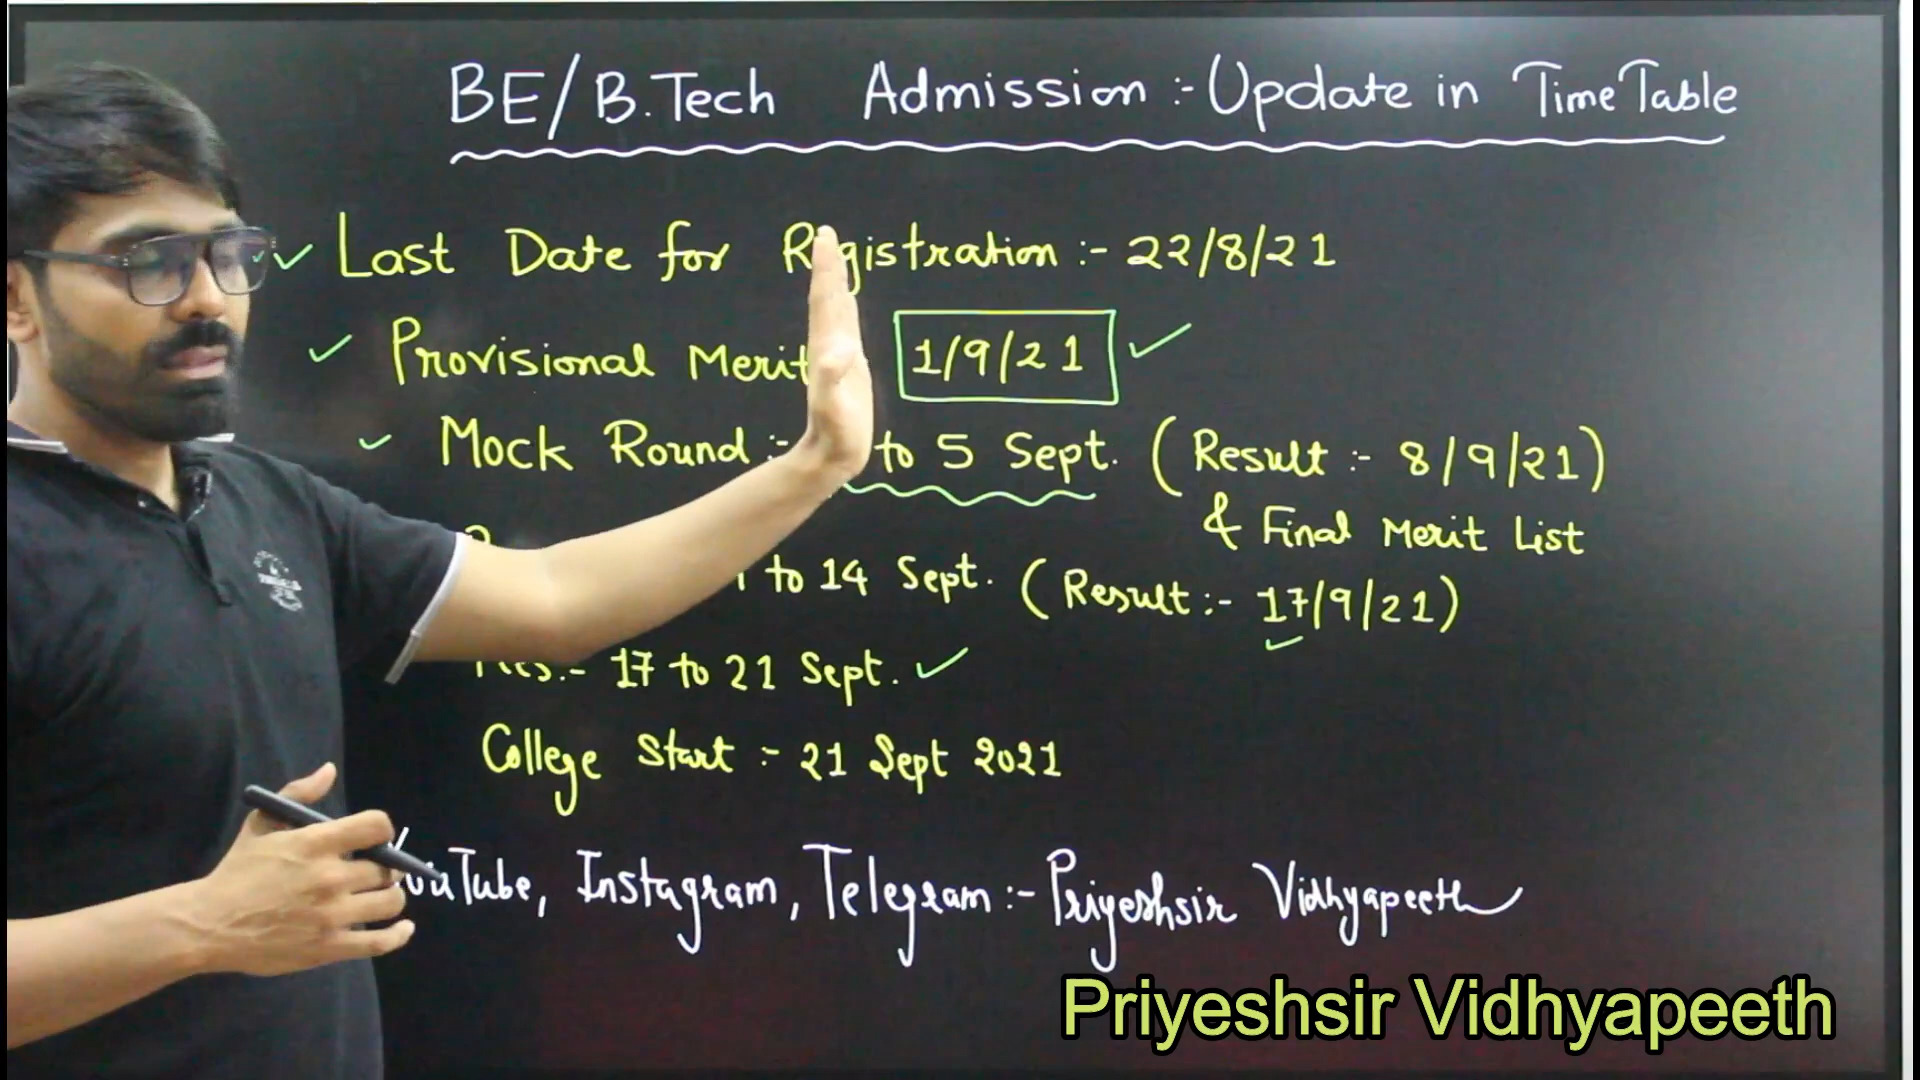 BE/B.Tech Admission :- Update in TimeTable
Last Date for Registration :- 22/8/21
Provisional Merit 1/9/21
Mock Round :- to 5 Sept. (Result :- 8/9/21)
& Final Merit List
to 14 Sept. (Result :- 17/9/21)
:- 17 to 21 Sept.
College Start :- 21 Sept 2021
YouTube, Instagram, Telegram :- Priyeshsir Vidhyapeeth
Priyeshsir Vidhyapeeth